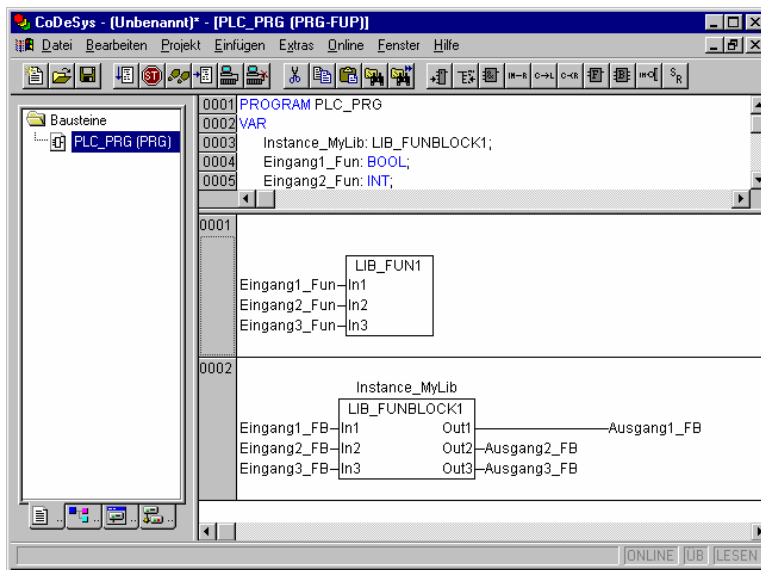 CoDeSys - (Unbenannt)* - [PLC_PRG (PRG-FUP)]
Datei Bearbeiten Projekt Einfügen Extras Online Fenster Hilfe
Bausteine
PLC_PRG (PRG)
0001 PROGRAM PLC_PRG
0002 VAR
0003 Instance_MyLib: LIB_FUNBLOCK1;
0004 Eingang1_Fun: BOOL;
0005 Eingang2_Fun: INT;
0001
LIB_FUN1
Eingang1_Fun In1
Eingang2_Fun In2
Eingang3_Fun In3
0002
Instance_MyLib
LIB_FUNBLOCK1
Eingang1_FB In1 Out1 Ausgang1_FB
Eingang2_FB In2 Out2 Ausgang2_FB
Eingang3_FB In3 Out3 Ausgang3_FB
ONLINE ÜB LESEN